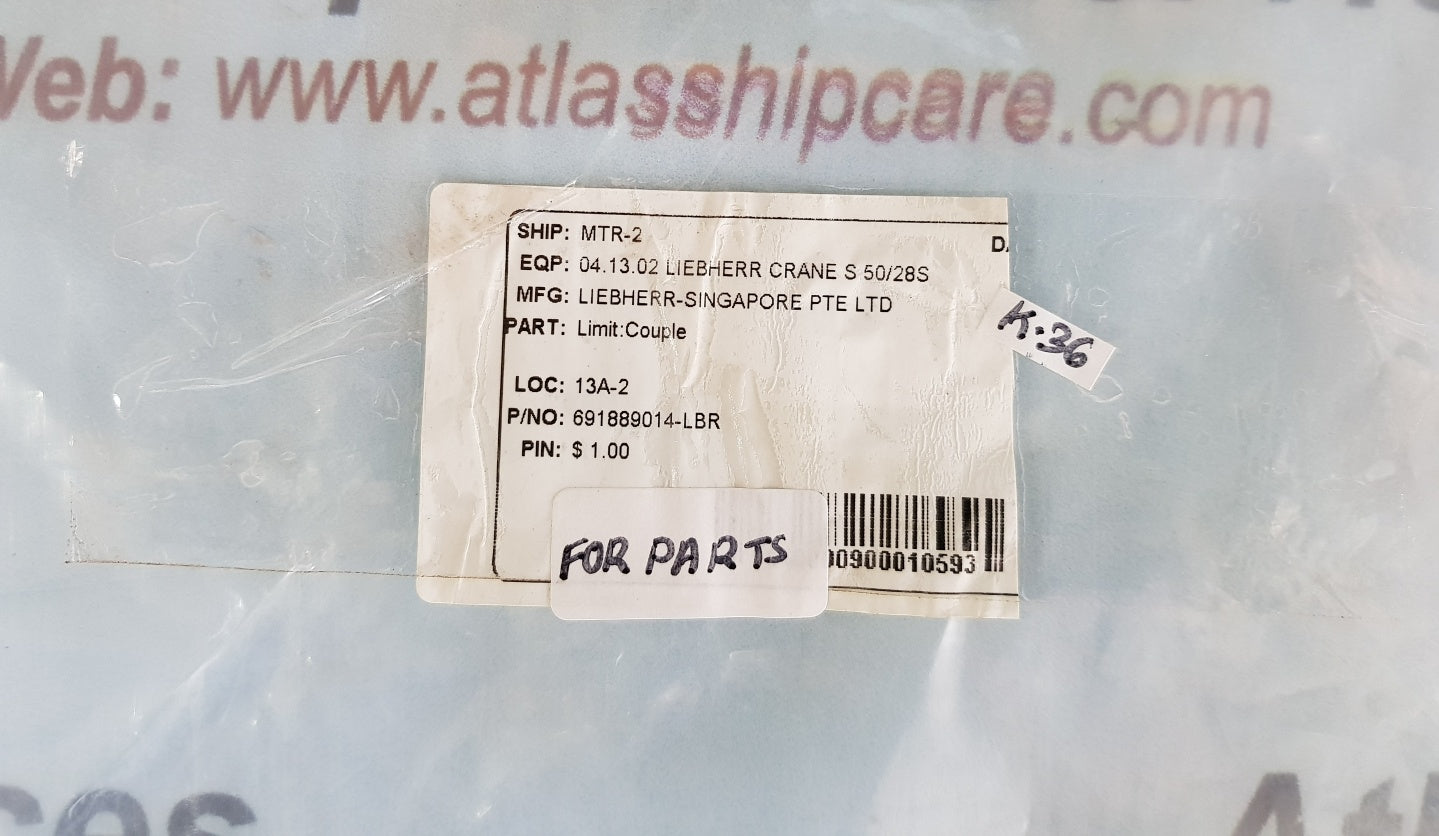 Web: www.atlasshipcare.com
SHIP: MTR-2
EQP: 04.13.02 LIEBHERR CRANE S 50/28S
MFG: LIEBHERR-SINGAPORE PTE LTD
PART: Limit:Couple
K.36
LOC: 13A-2
P/NO: 691889014-LBR
PIN: $ 1.00
FOR PARTS
00900010593